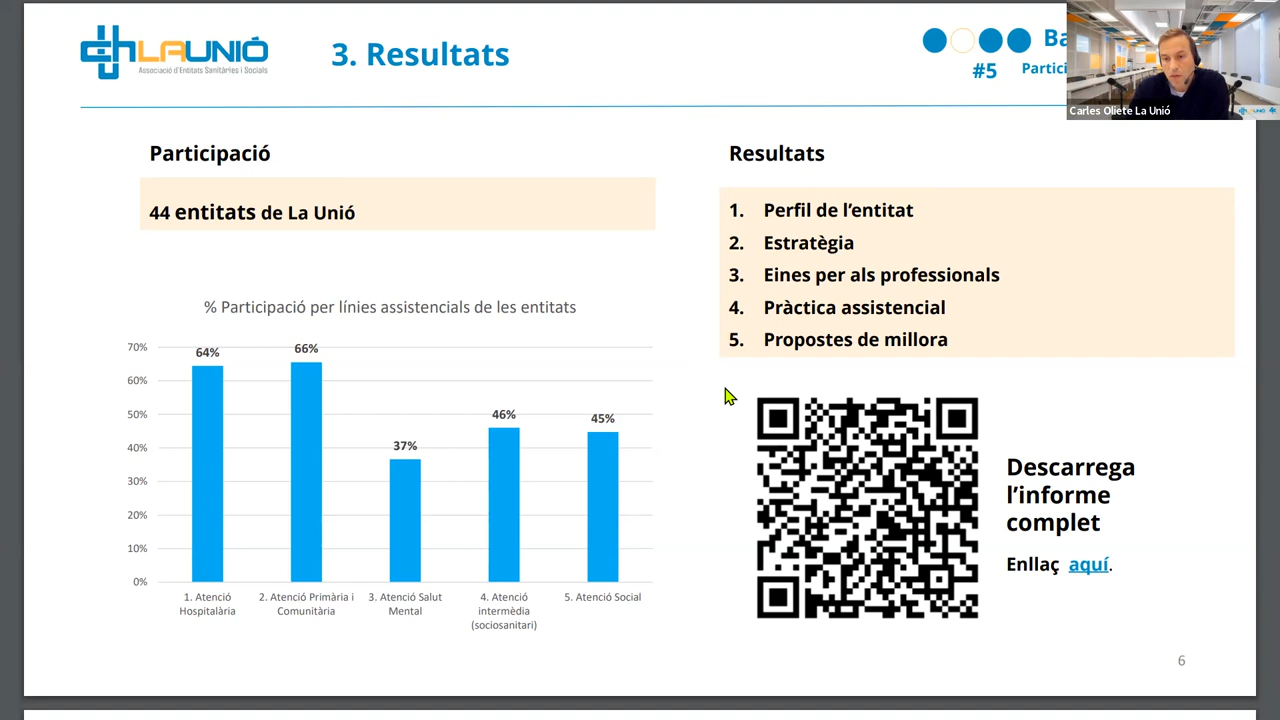 LAUNIÓ
Associació d'Entitats Sanitàries i Socials
3. Resultats
#5
Carles Oliete La Unió
Participació
44 entitats de La Unió
% Participació per línies assistencials de les entitats
70%
60%
50%
40%
30%
20%
10%
0%
64%
66%
37%
46%
45%
1. Atenció
Hospitalària
2. Atenció Primària i
Comunitària
3. Atenció Salut
Mental
4. Atenció
intermèdia
(sociosanitari)
5. Atenció Social
Resultats
1. Perfil de l'entitat
2. Estratègia
3. Eines per als professionals
4. Pràctica assistencial
5. Propostes de millora
Descarrega
l'informe
complet
Enllaç aquí.
6